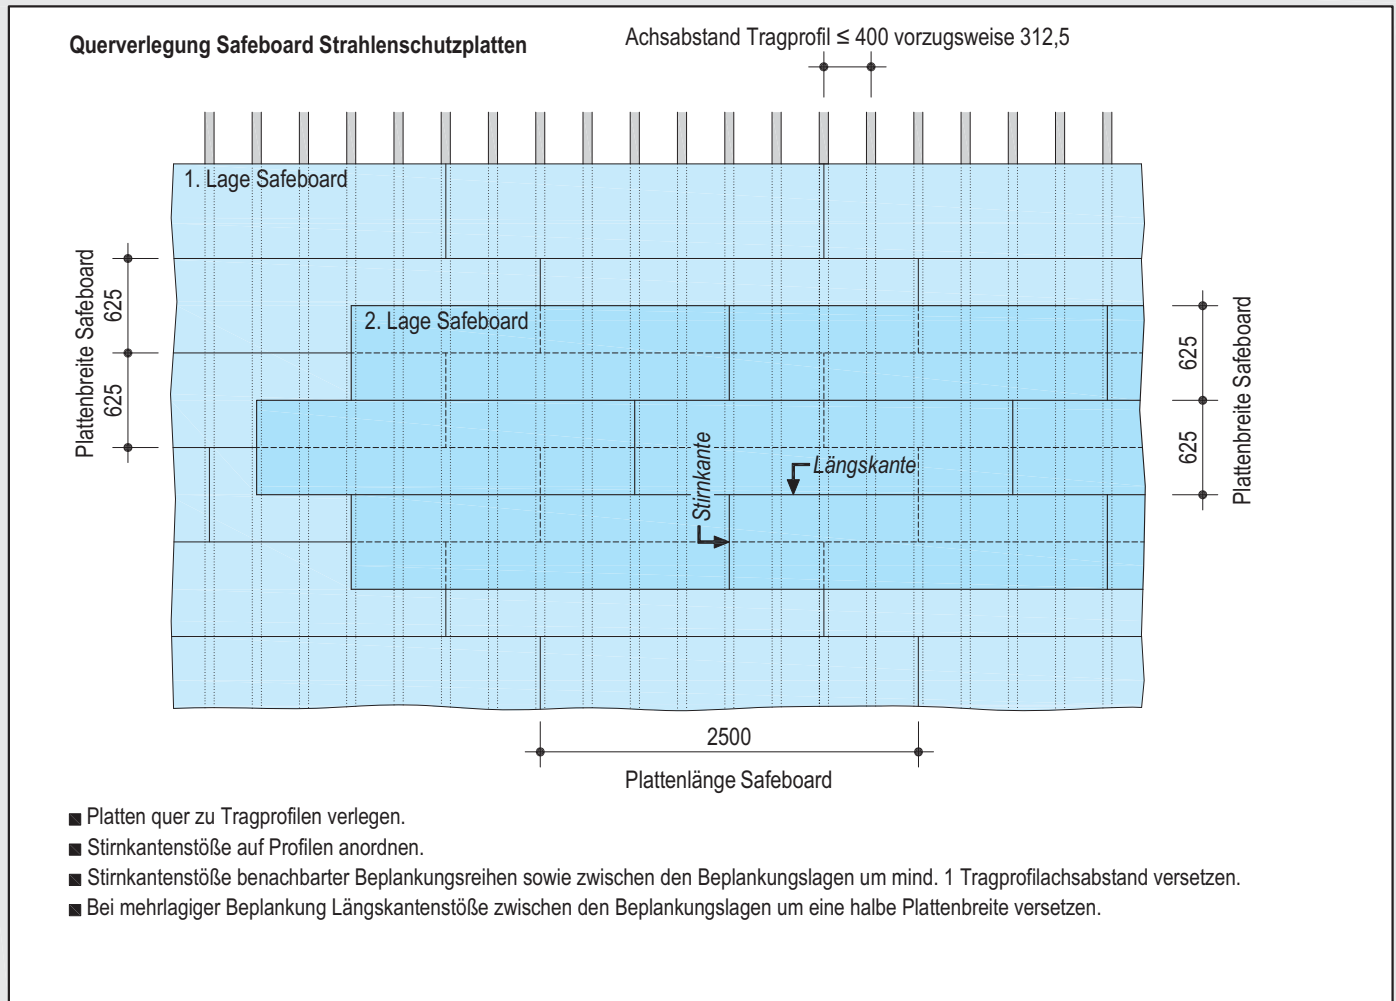 Querverlegung Safeboard Strahlenschutzplatten
Achsabstand Tragprofil ≤ 400 vorzugsweise 312,5
1. Lage Safeboard
2. Lage Safeboard
Plattenbreite Safeboard
625
625
625
625
Plattenbreite Safeboard
Stirnkante
Längskante
2500
Plattenlänge Safeboard
■ Platten quer zu Tragprofilen verlegen.
■ Stirnkantenstöße auf Profilen anordnen.
■ Stirnkantenstöße benachbarter Beplankungsreihen sowie zwischen den Beplankungslagen um mind. 1 Tragprofilachsabstand versetzen.
■ Bei mehrlagiger Beplankung Längskantenstöße zwischen den Beplankungslagen um eine halbe Plattenbreite versetzen.